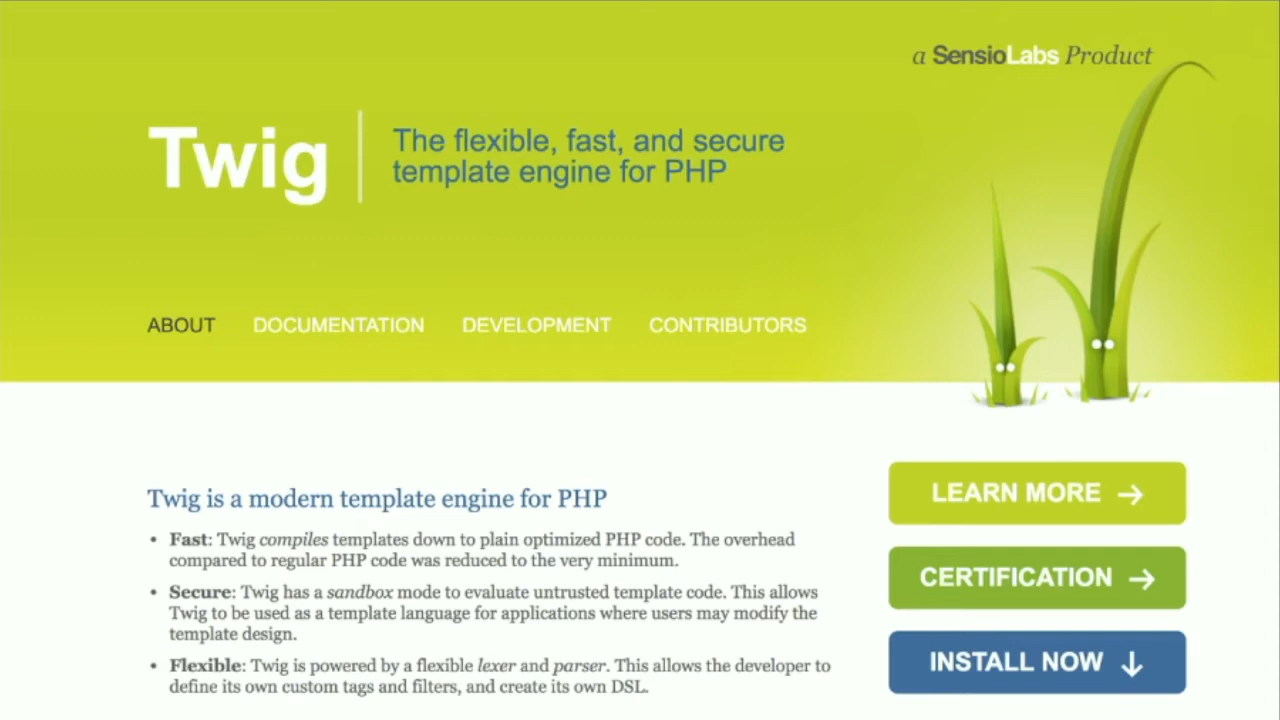 a SensioLabs Product
Twig
The flexible, fast, and secure
template engine for PHP
ABOUT DOCUMENTATION DEVELOPMENT CONTRIBUTORS
Twig is a modern template engine for PHP
• Fast: Twig compiles templates down to plain optimized PHP code. The overhead
compared to regular PHP code was reduced to the very minimum.
• Secure: Twig has a sandbox mode to evaluate untrusted template code. This allows
Twig to be used as a template language for applications where users may modify the
template design.
• Flexible: Twig is powered by a flexible lexer and parser. This allows the developer to
define its own custom tags and filters, and create its own DSL.
LEARN MORE →
CERTIFICATION →
INSTALL NOW ↓